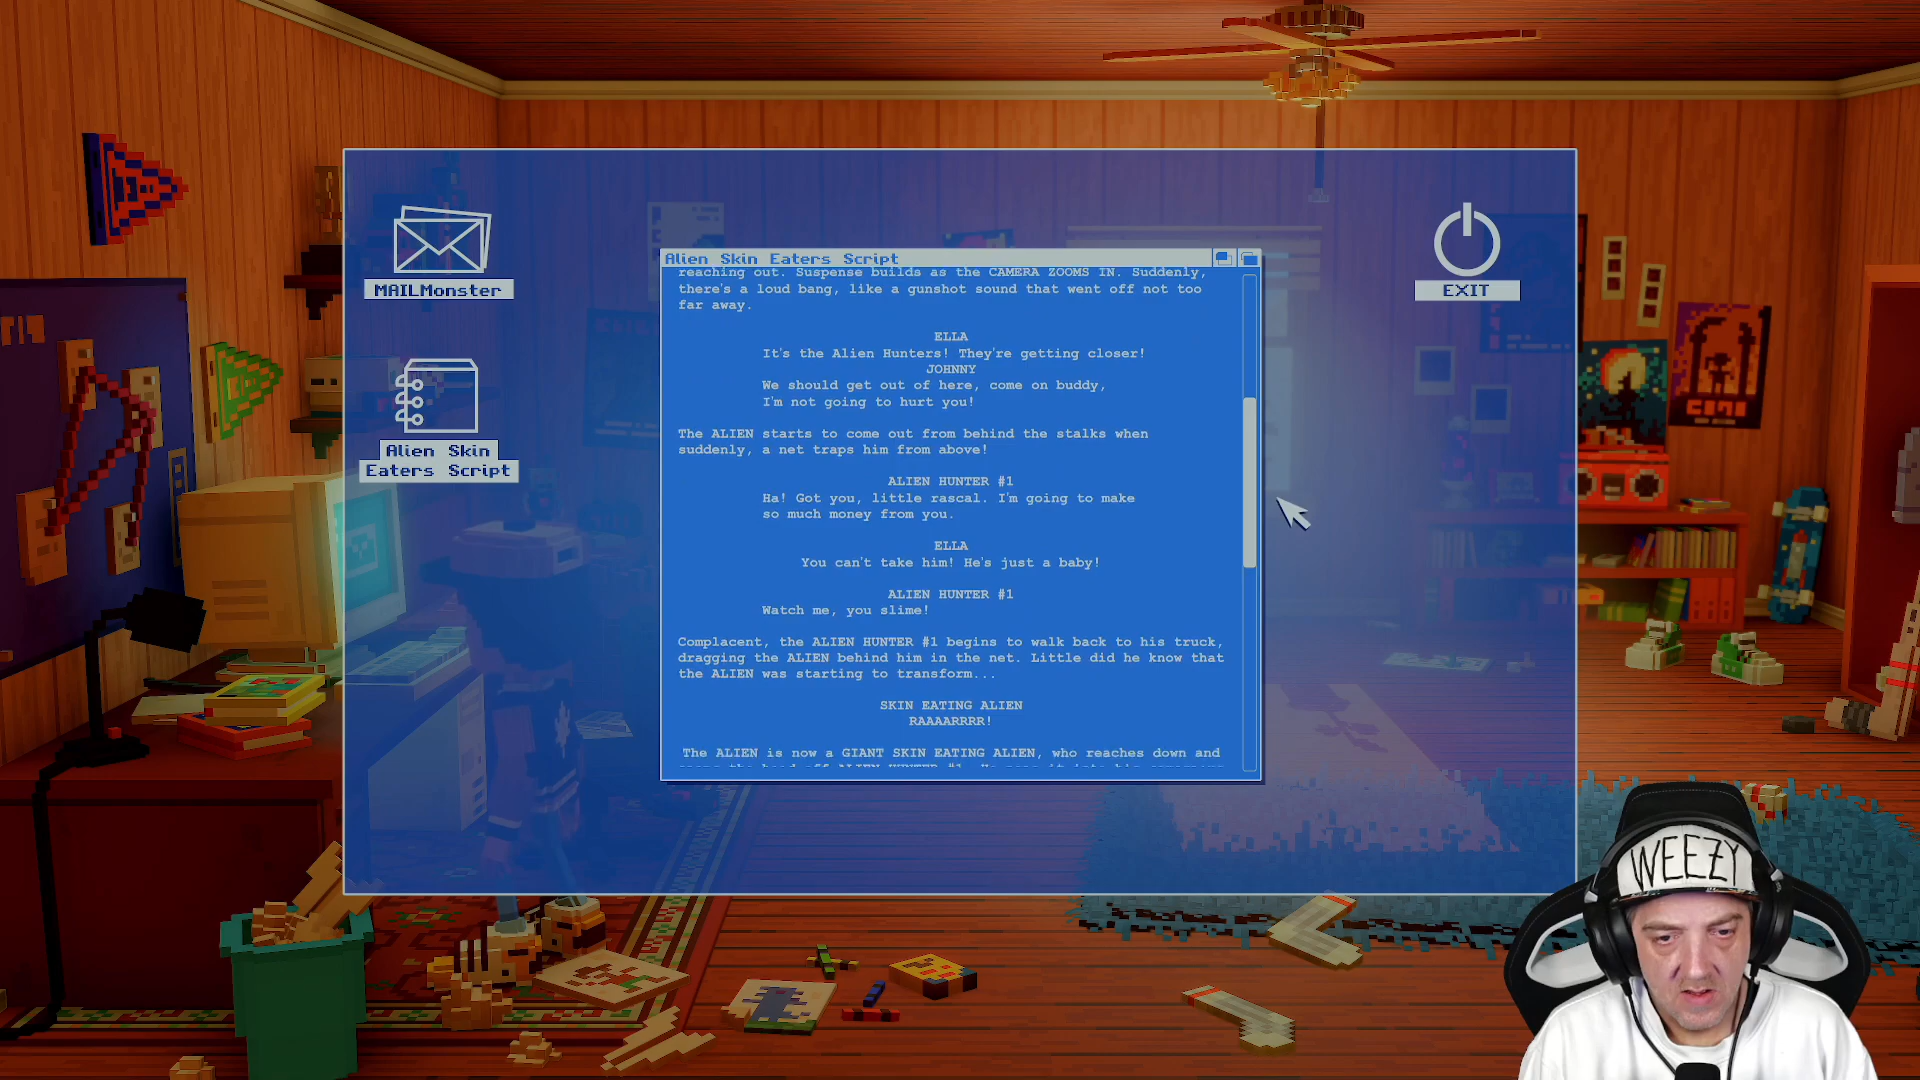 MAILMonster
Alien Skin
Eaters Script
EXIT
Alien Skin Eaters Script
reaching out. Suspense builds as the CAMERA ZOOMS IN. Suddenly,
there's a loud bang, like a gunshot sound that went off not too
far away.
ELLA
It's the Alien Hunters! They're getting closer!
JOHNNY
We should get out of here, come on buddy,
I'm not going to hurt you!
The ALIEN starts to come out from behind the stalks when
suddenly, a net traps him from above!
ALIEN HUNTER #1
Ha! Got you, little rascal. I'm going to make
so much money from you.
ELLA
You can't take him! He's just a baby!
ALIEN HUNTER #1
Watch me, you slime!
Complacent, the ALIEN HUNTER #1 begins to walk back to his truck,
dragging the ALIEN behind him in the net. Little did he know that
the ALIEN was starting to transform...
SKIN EATING ALIEN
RAAAARRRR!
The ALIEN is now a GIANT SKIN EATING ALIEN, who reaches down and
WEEZY